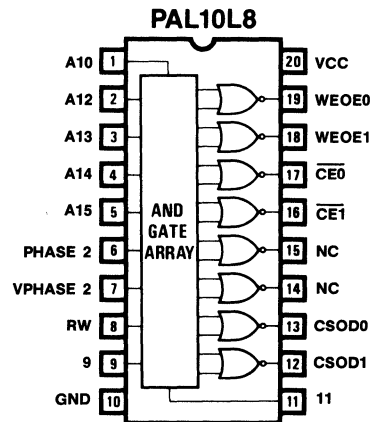 PAL10L8
A10 1 20 VCC
A12 2 19 WEOE0
A13 3 18 WEOE1
A14 4 17 C̅E̅0̅
A15 5 AND 16 C̅E̅1̅
GATE
PHASE 2 6 ARRAY 15 NC
VPHASE 2 7 14 NC
RW 8 13 CSOD0
9 9 12 CSOD1
GND 10 11 11